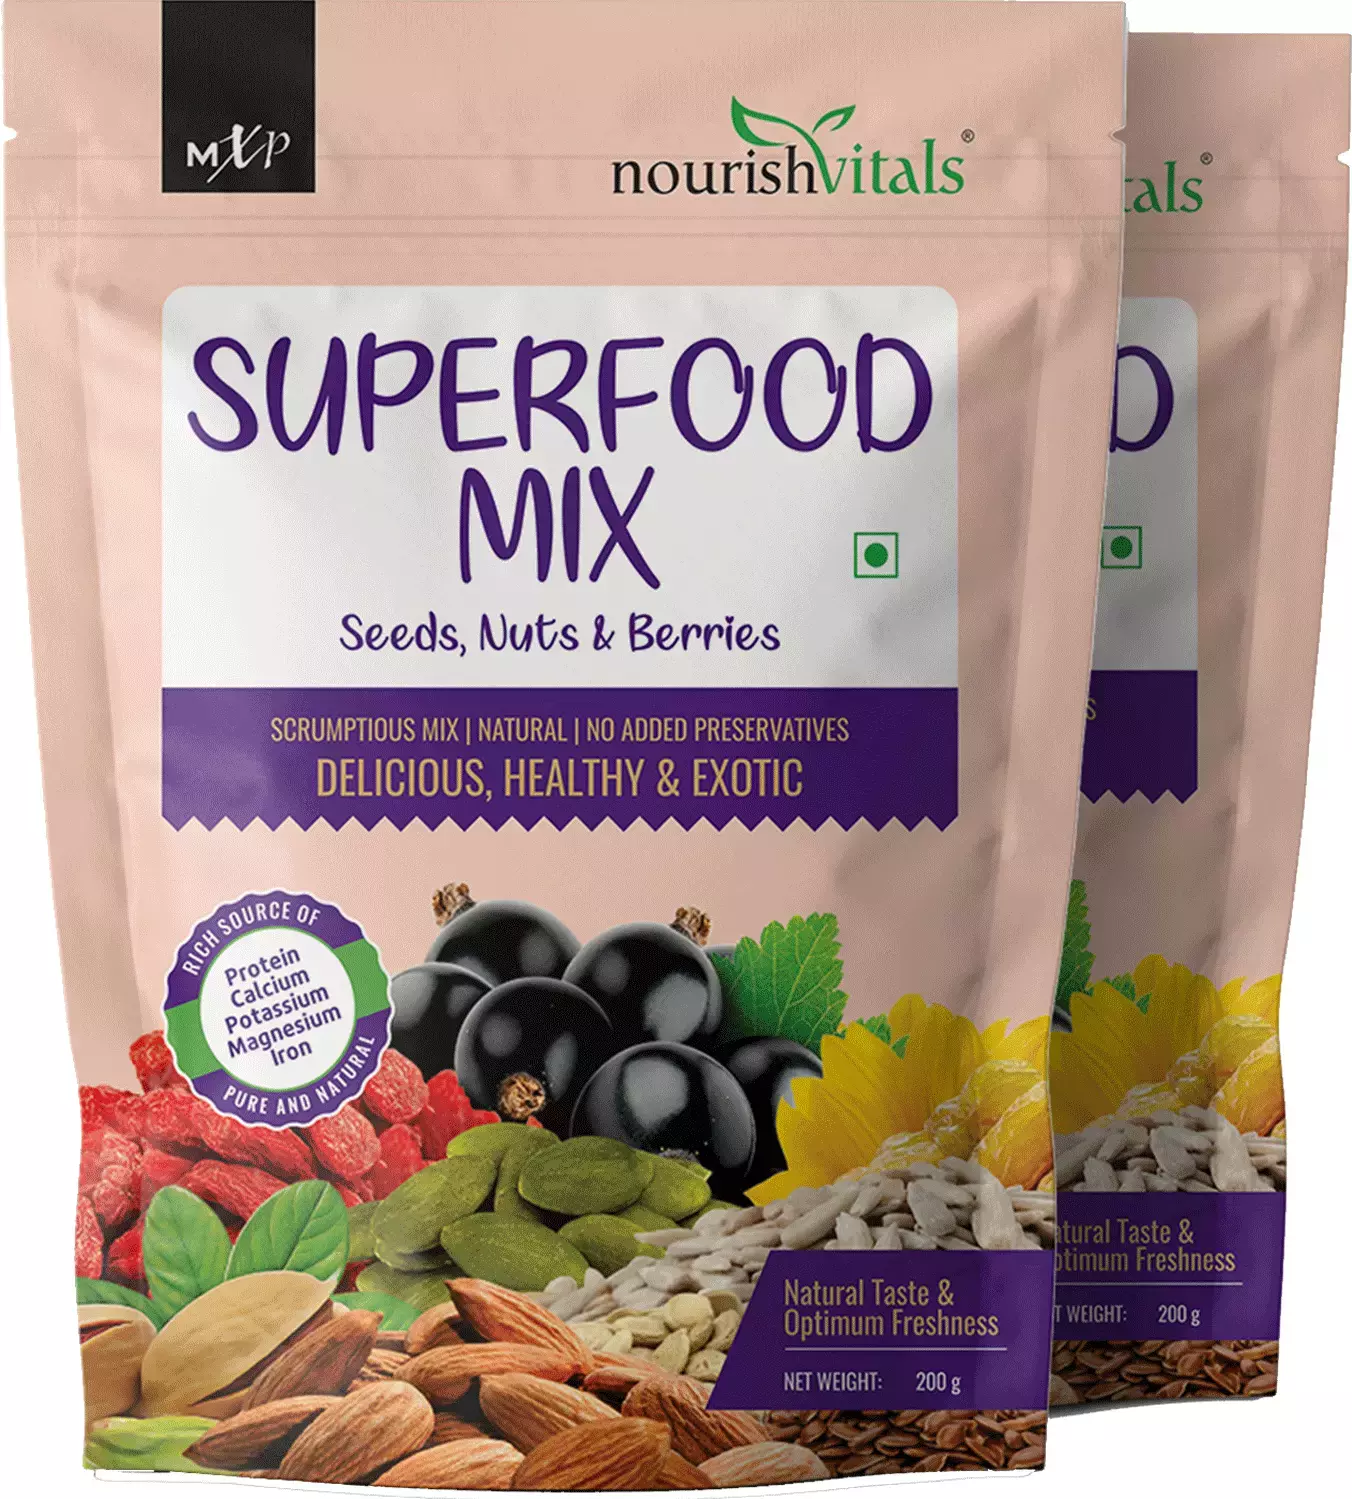 MXP
nourishvitals®
SUPERFOOD
MIX
Seeds, Nuts & Berries
SCRUMPTIOUS MIX | NATURAL | NO ADDED PRESERVATIVES
DELICIOUS, HEALTHY & EXOTIC
RICH SOURCE OF
Protein
Calcium
Potassium
Magnesium
Iron
PURE AND NATURAL
Natural Taste &
Optimum Freshness
NET WEIGHT: 200 g
tals®
D
S
atural Taste &
ptimum Freshness
T WEIGHT: 200 g